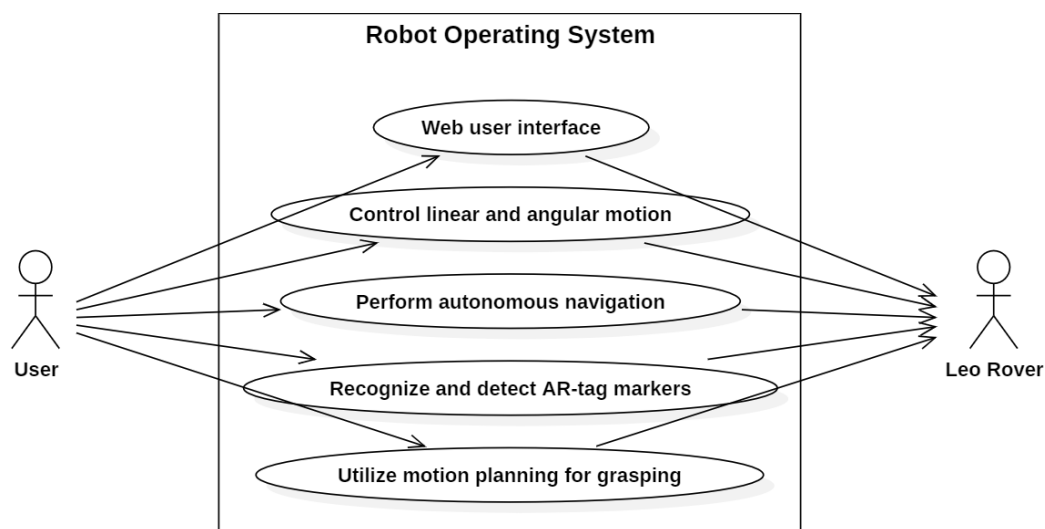 Robot Operating System
Web user interface
Control linear and angular motion
Perform autonomous navigation
User
Leo Rover
Recognize and detect AR-tag markers
Utilize motion planning for grasping